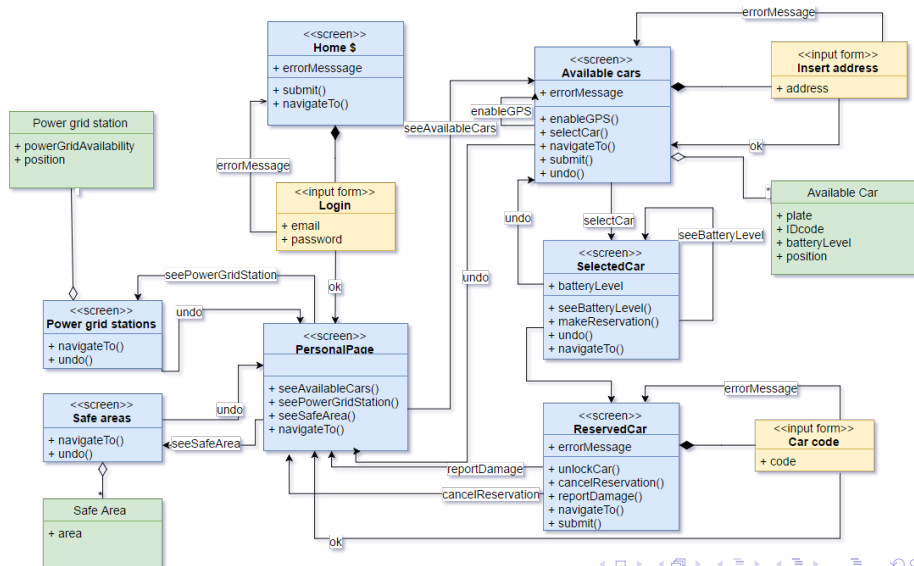 errorMessage
<<screen>>
Home $
+ errorMesssage
+ submit()
+ navigateTo()
<<screen>>
Available cars
+ errorMessage
+ enableGPS()
+ selectCar()
+ navigateTo()
+ submit()
+ undo()
<<input form>>
Insert address
+ address
enableGPS
seeAvailableCars
ok
Power grid station
+ powerGridAvailability
+ position
errorMessage
<<input form>>
Login
+ email
+ password
*
Available Car
+ plate
+ IDcode
+ batteryLevel
+ position
undo
selectCar
seeBatteryLevel
<<screen>>
SelectedCar
+ batteryLevel
+ seeBatteryLevel()
+ makeReservation()
+ undo()
+ navigateTo()
seePowerGridStation
undo
ok
<<screen>>
Power grid stations
+ navigateTo()
+ undo()
undo
<<screen>>
PersonalPage
+ seeAvailableCars()
+ seePowerGridStation()
+ seeSafeArea()
+ navigateTo()
<<screen>>
Safe areas
+ navigateTo()
+ undo()
undo
seeSafeArea
errorMessage
<<screen>>
ReservedCar
+ errorMessage
+ unlockCar()
+ cancelReservation()
+ reportDamage()
+ navigateTo()
+ submit()
<<input form>>
Car code
+ code
reportDamage
cancelReservation
*
Safe Area
+ area
ok